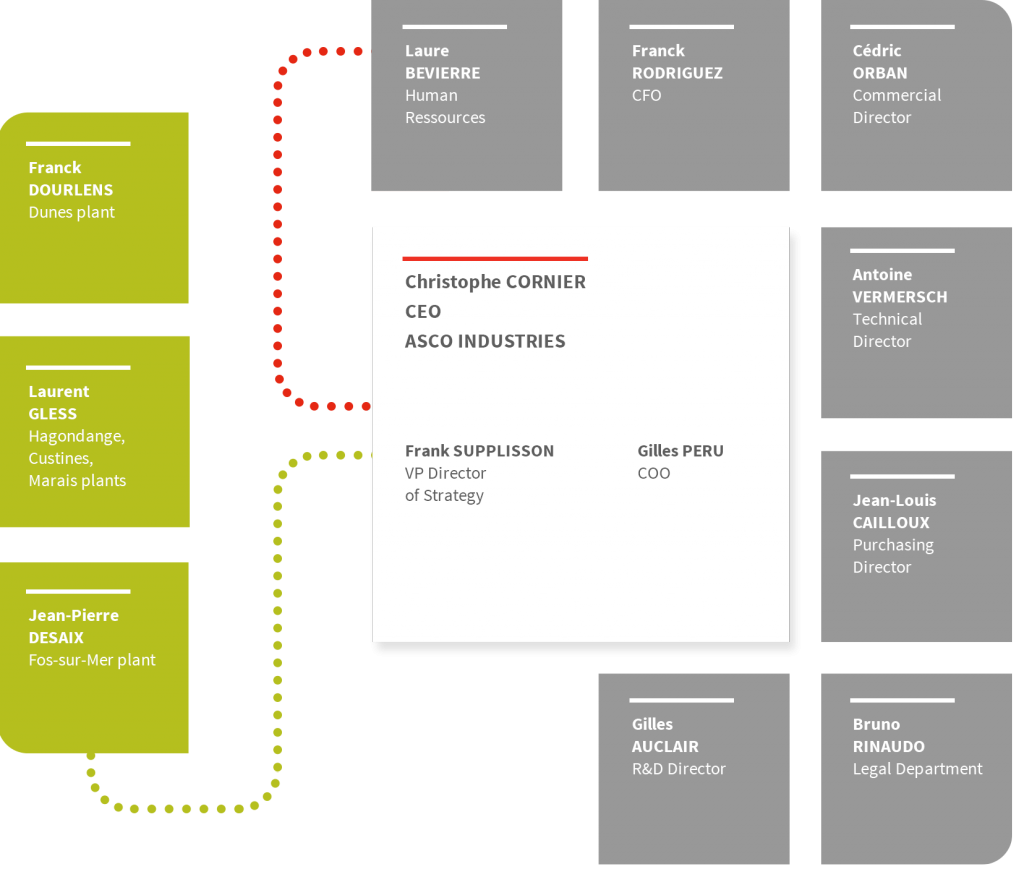 Laure
BEVIERRE
Human
Ressources
Franck
RODRIGUEZ
CFO
Cédric
ORBAN
Commercial
Director
Franck
DOURLENS
Dunes plant
Christophe CORNIER
CEO
ASCO INDUSTRIES
Antoine
VERMERSCH
Technical
Director
Laurent
GLESS
Hagondange,
Custines,
Marais plants
Frank SUPPLISSON
VP Director
of Strategy
Gilles PERU
COO
Jean-Louis
CAILLOUX
Purchasing
Director
Jean-Pierre
DESAIX
Fos-sur-Mer plant
Gilles
AUCLAIR
R&D Director
Bruno
RINAUDO
Legal Department